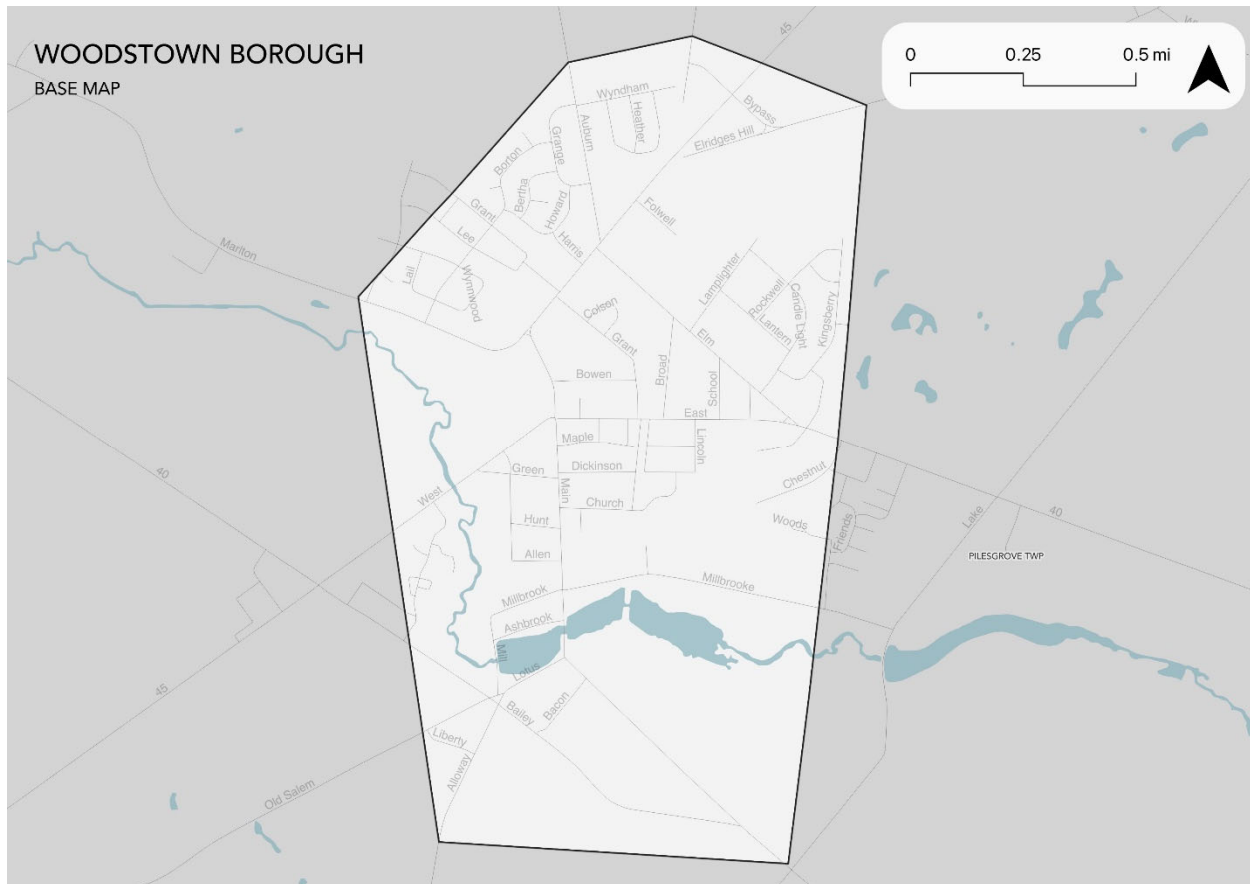 WOODSTOWN BOROUGH
BASE MAP
0 0.25 0.5 mi
45
Wyndham
Heather
Bypass
Elridges Hill
Auburn
Grange
Borton
Bertha
Howard
Grant
Lee
Harris
Folwell
Marlton
Lail
Wynnwood
Lamplighter
Rockwell
Candle Light
Kingsberry
Lantern
Colsen
Grant
Elm
Broad
Bowen
School
East
Maple
Lincoln
Green
Dickinson
Main
Church
Chestnut
40
West
Hunt
Woods
Friends
Lake
40
Allen
PILESGROVE TWP
Millbrook
Millbrooke
Ashbrook
Mill
Lotus
45
Bailey
Bacon
Liberty
Alloway
Old Salem